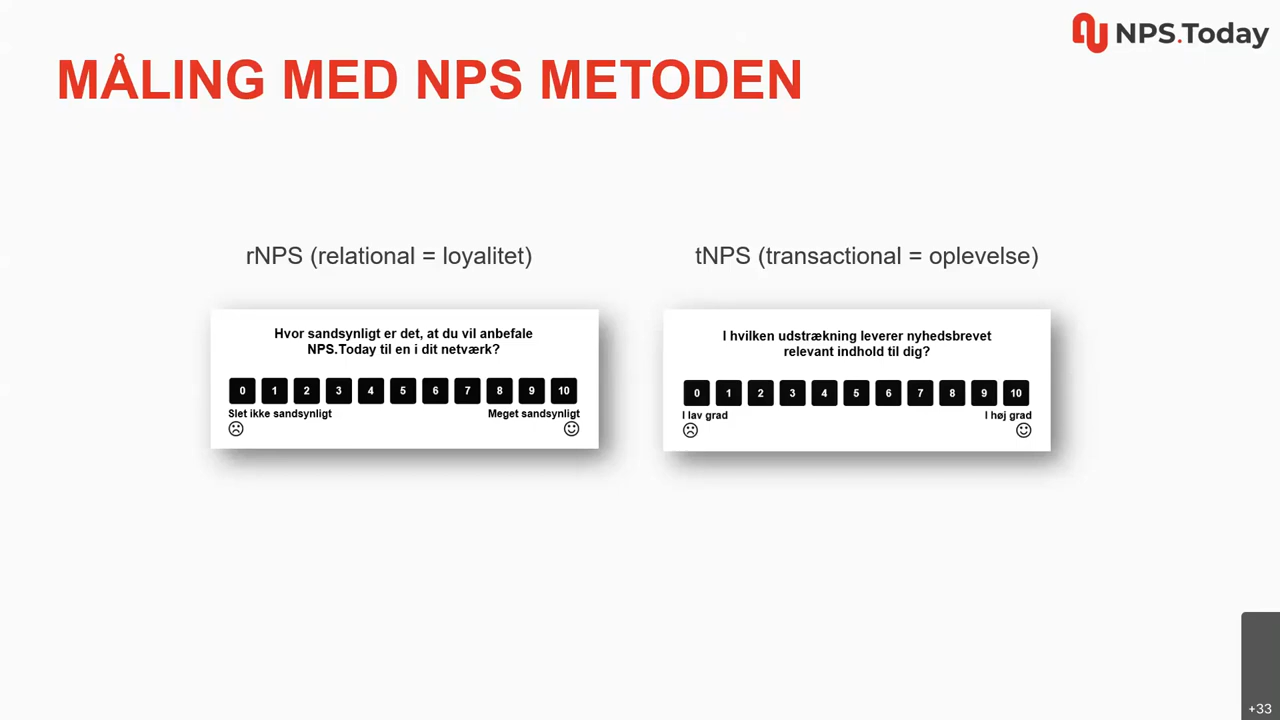 NPS.Today
MÅLING MED NPS METODEN
rNPS (relational = loyalitet)
Hvor sandsynligt er det, at du vil anbefale
NPS.Today til en i dit netværk?
0 1 2 3 4 5 6 7 8 9 10
Slet ikke sandsynligt Meget sandsynligt
tNPS (transactional = oplevelse)
I hvilken udstrækning leverer nyhedsbrevet
relevant indhold til dig?
0 1 2 3 4 5 6 7 8 9 10
I lav grad I høj grad
+33